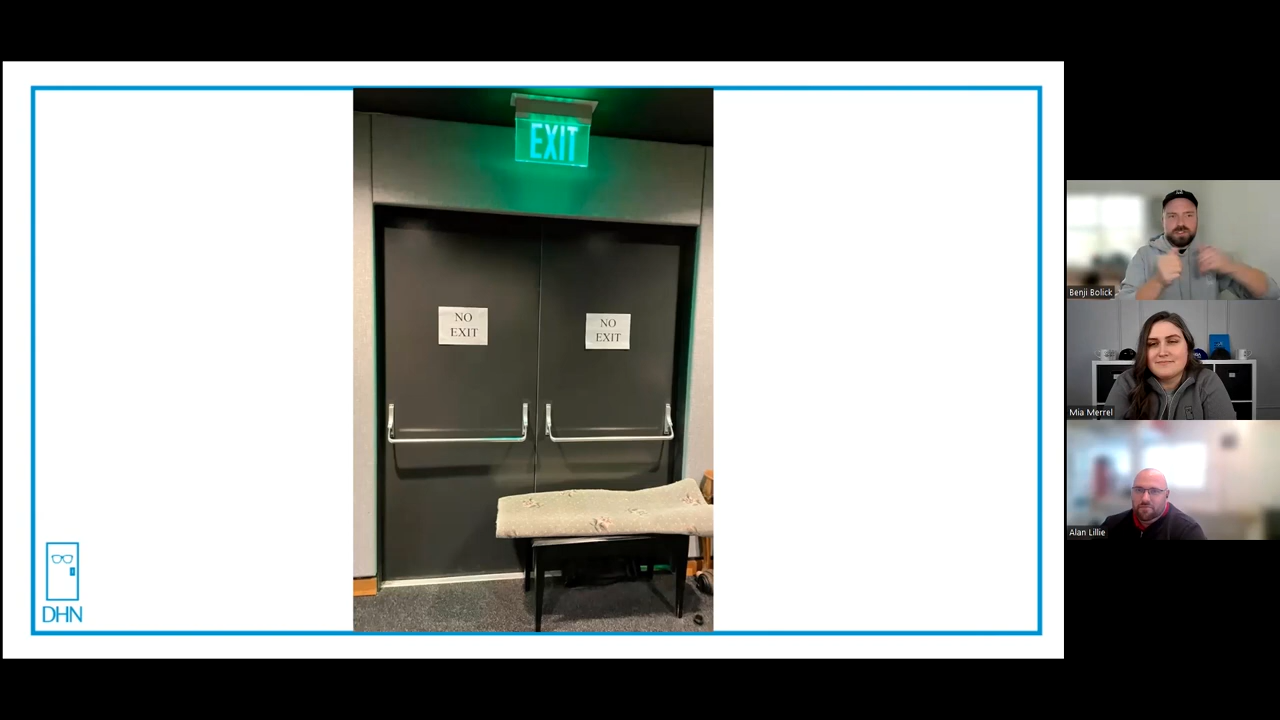 EXIT
NO
EXIT
NO
EXIT
DHN
Benji Bolick
Mia Merrel
Alan Lillie